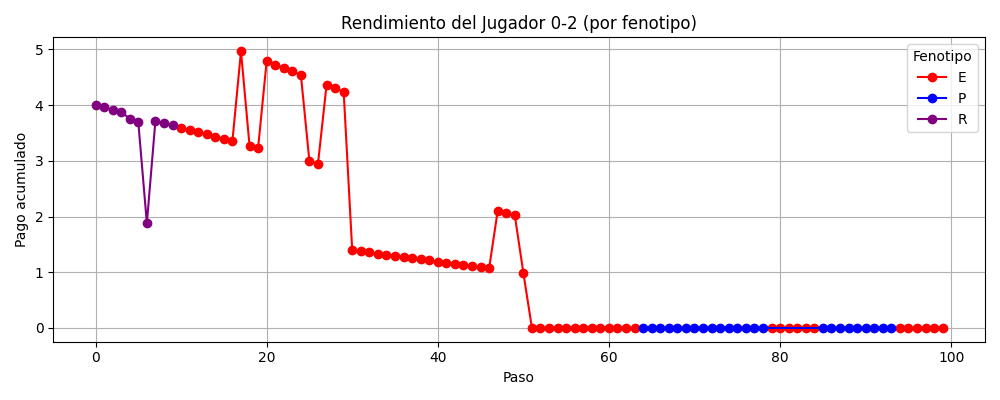 Rendimiento del Jugador 0-2 (por fenotipo)
Pago acumulado
5
4
3
2
1
0
0 20 40 60 80 100
Paso
Fenotipo
E
P
R